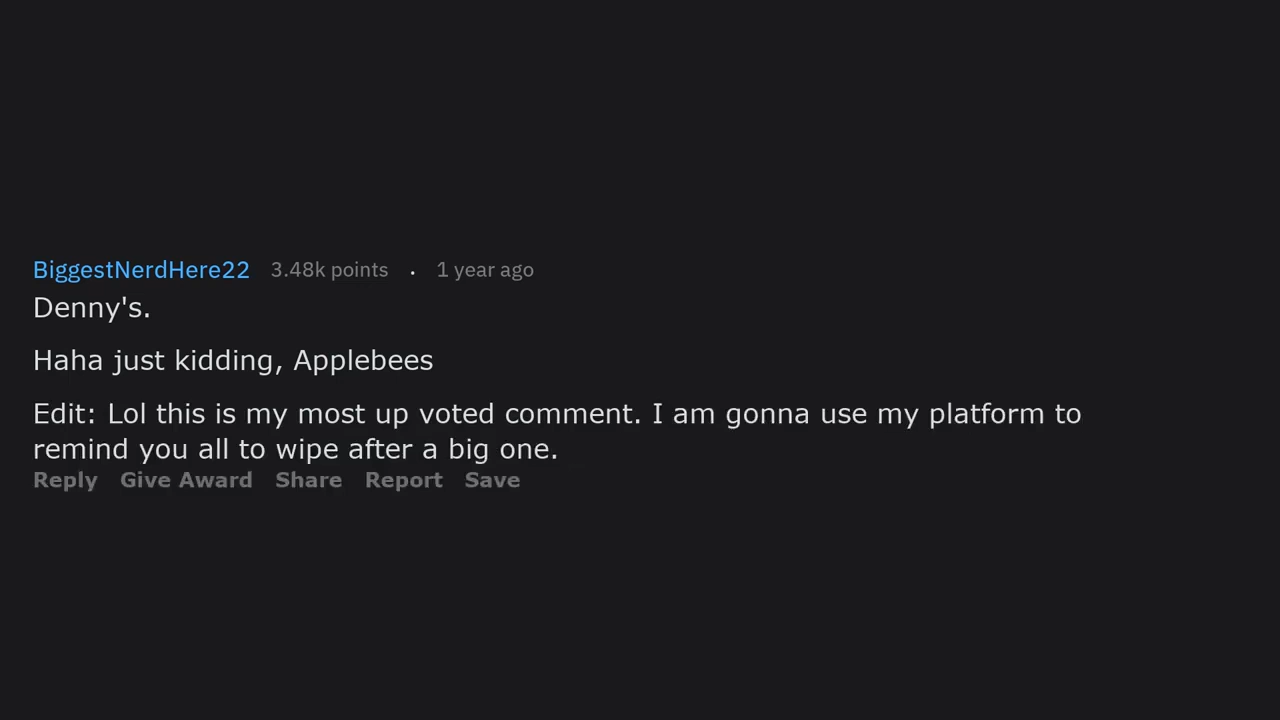 BiggestNerdHere22 3.48k points · 1 year ago
Denny's.
Haha just kidding, Applebees
Edit: Lol this is my most up voted comment. I am gonna use my platform to
remind you all to wipe after a big one.
Reply Give Award Share Report Save